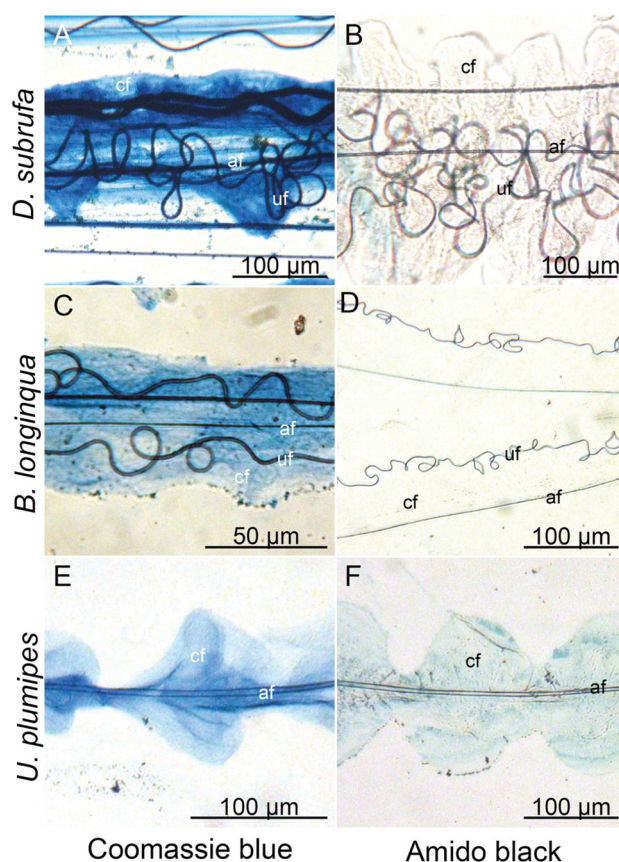 D. subrufa
A
cf
af
uf
100 µm
B
cf
af
uf
100 µm
B. longinqua
C
af
uf
cf
50 µm
D
uf
cf
af
100 µm
U. plumipes
E
cf
af
100 µm
F
cf
af
100 µm
Coomassie blue
Amido black